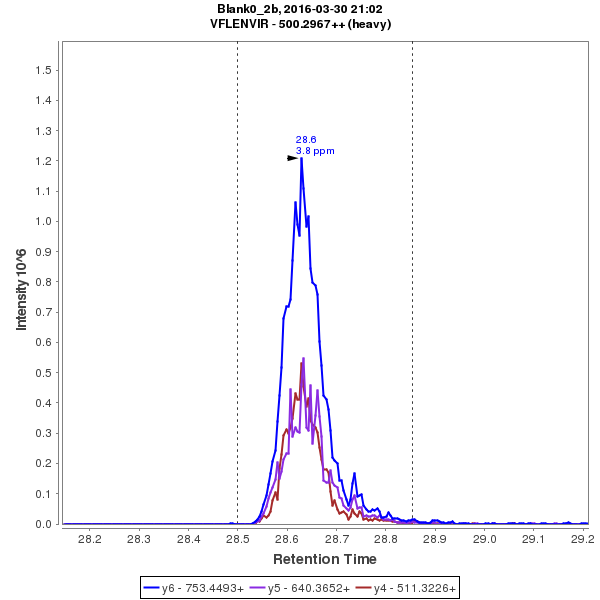 Blank0_2b, 2016-03-30 21:02
VFLENVIR - 500.2967++ (heavy)
28.6
3.8 ppm
Intensity 10^6
1.5
1.4
1.3
1.2
1.1
1.0
0.9
0.8
0.7
0.6
0.5
0.4
0.3
0.2
0.1
0.0
28.2 28.3 28.4 28.5 28.6 28.7 28.8 28.9 29.0 29.1 29.2
Retention Time
y6 - 753.4493+ y5 - 640.3652+ y4 - 511.3226+